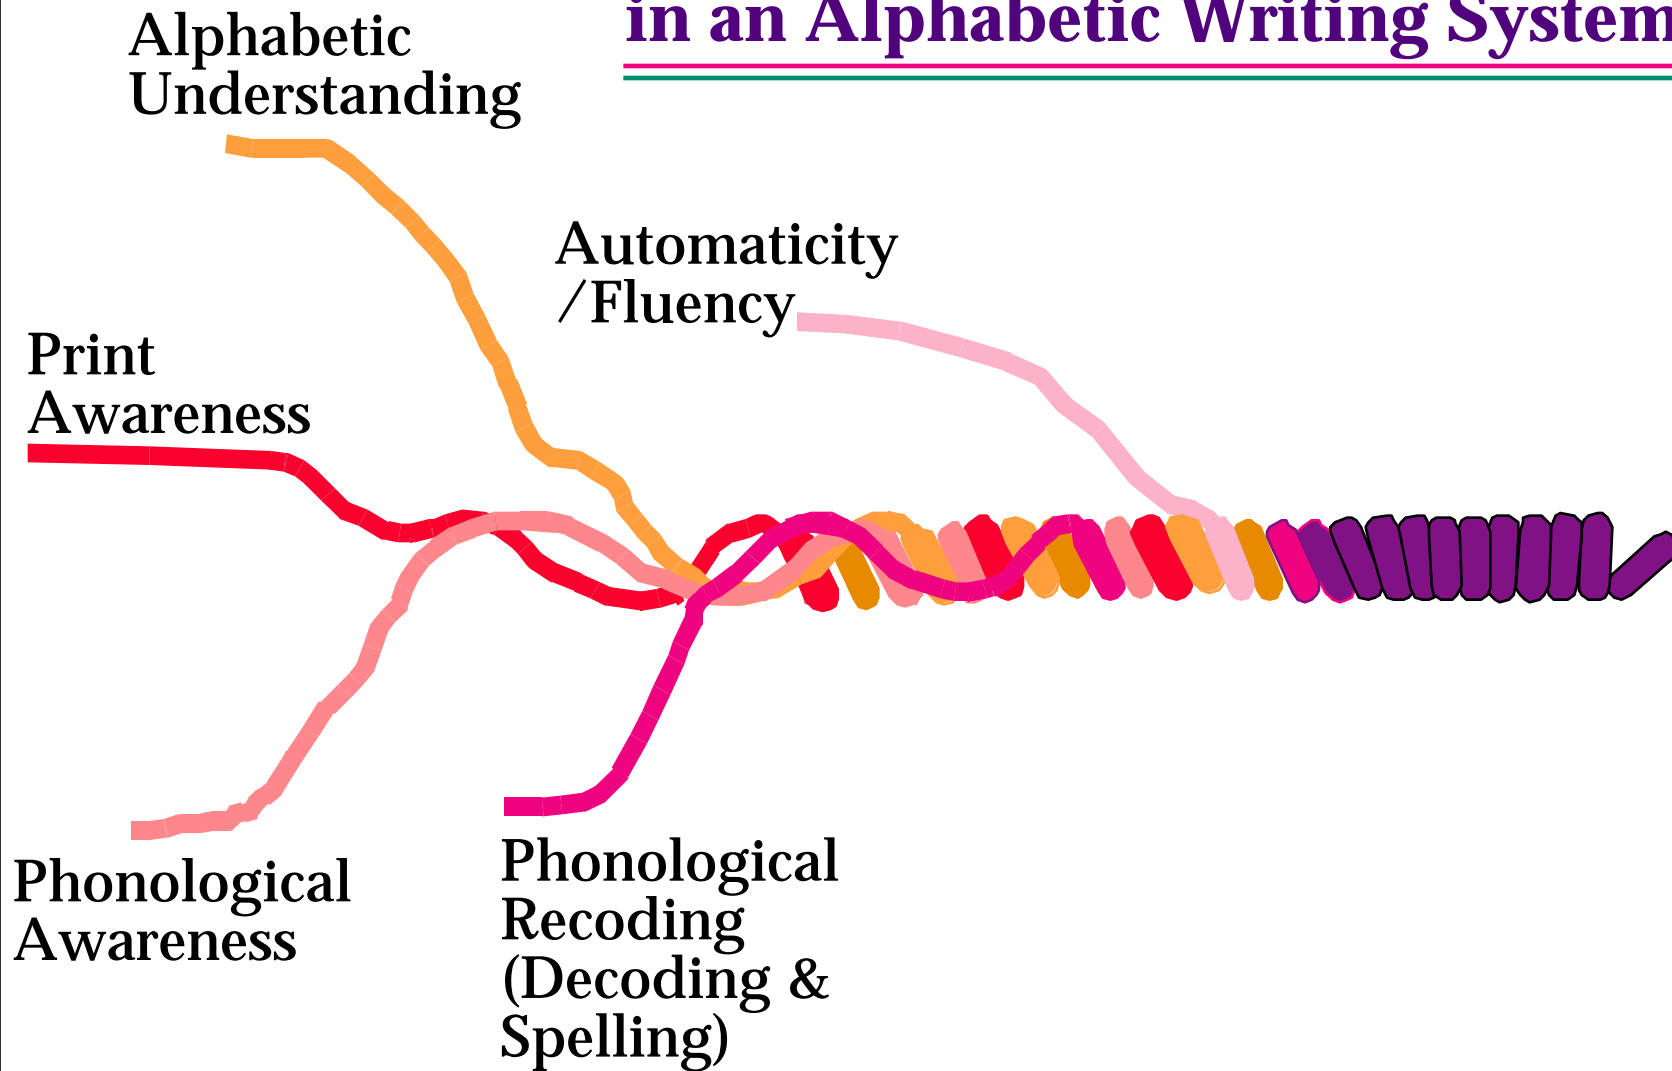 in an Alphabetic Writing System
Alphabetic
Understanding
Automaticity
/Fluency
Print
Awareness
Phonological
Awareness
Phonological
Recoding
(Decoding &
Spelling)